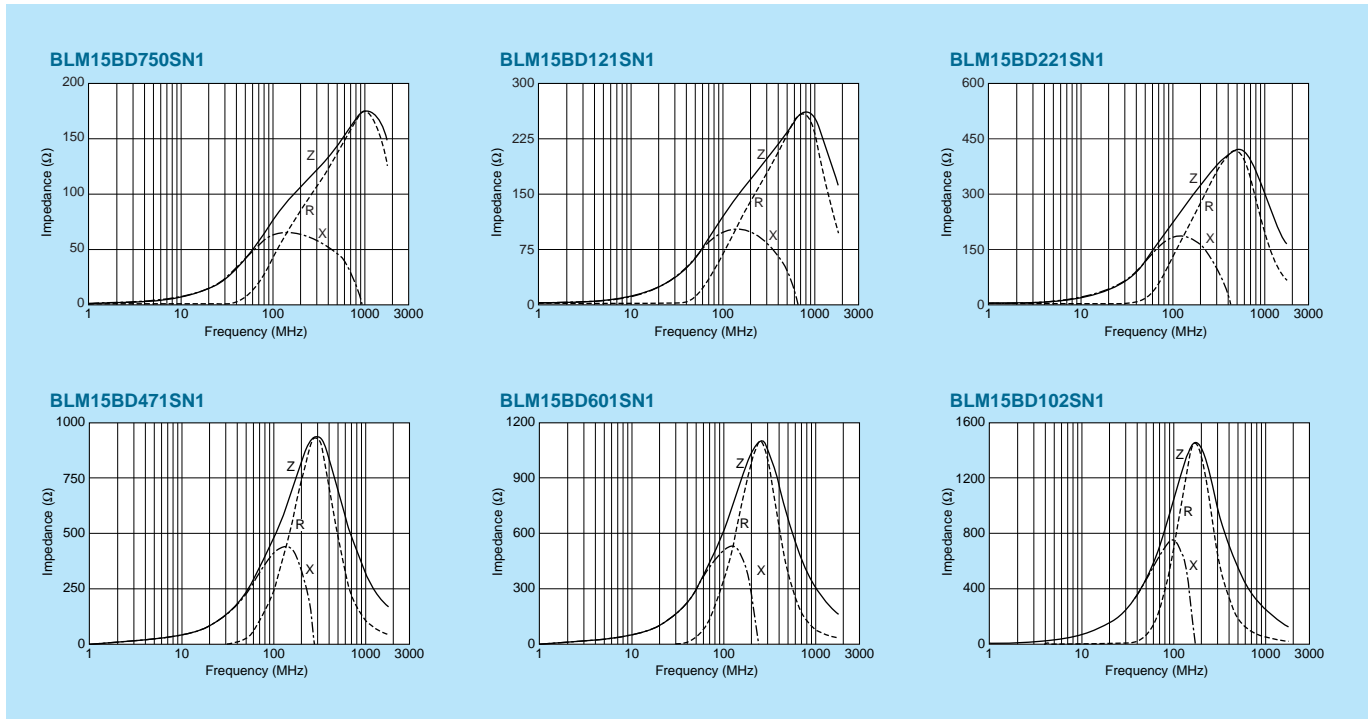 BLM15BD750SN1
Impedance (Ω)
200
150
100
50
0
Z
R
X
1
10
100
1000
3000
Frequency (MHz)
BLM15BD121SN1
Impedance (Ω)
300
225
150
75
0
Z
R
X
1
10
100
1000
3000
Frequency (MHz)
BLM15BD221SN1
Impedance (Ω)
600
450
300
150
0
Z
R
X
1
10
100
1000
3000
Frequency (MHz)
BLM15BD471SN1
Impedance (Ω)
1000
750
500
250
0
Z
R
X
1
10
100
1000
3000
Frequency (MHz)
BLM15BD601SN1
Impedance (Ω)
1200
900
600
300
0
Z
R
X
1
10
100
1000
3000
Frequency (MHz)
BLM15BD102SN1
Impedance (Ω)
1600
1200
800
400
0
Z
R
X
1
10
100
1000
3000
Frequency (MHz)